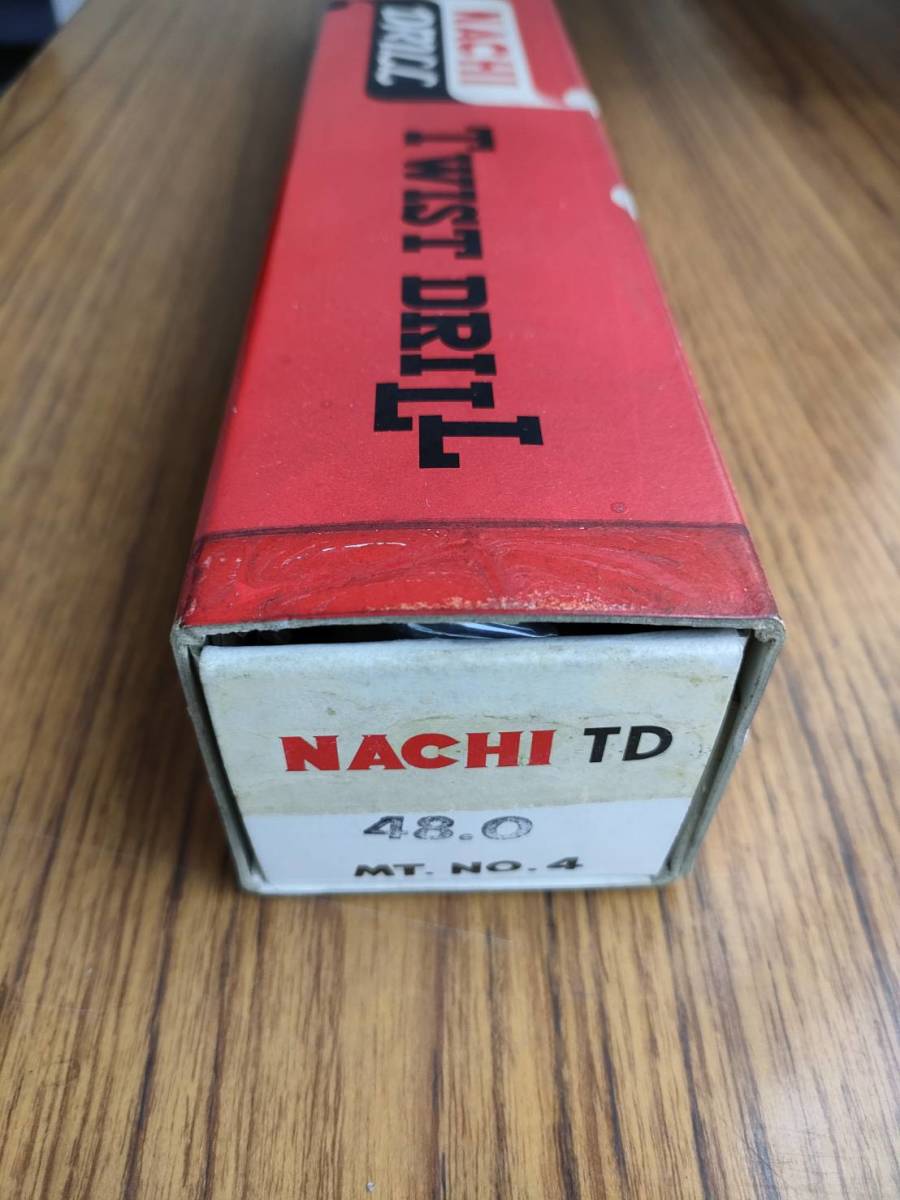 NACHI
DRILL
TWIST DRILL
NACHI TD
48.0
MT. NO. 4